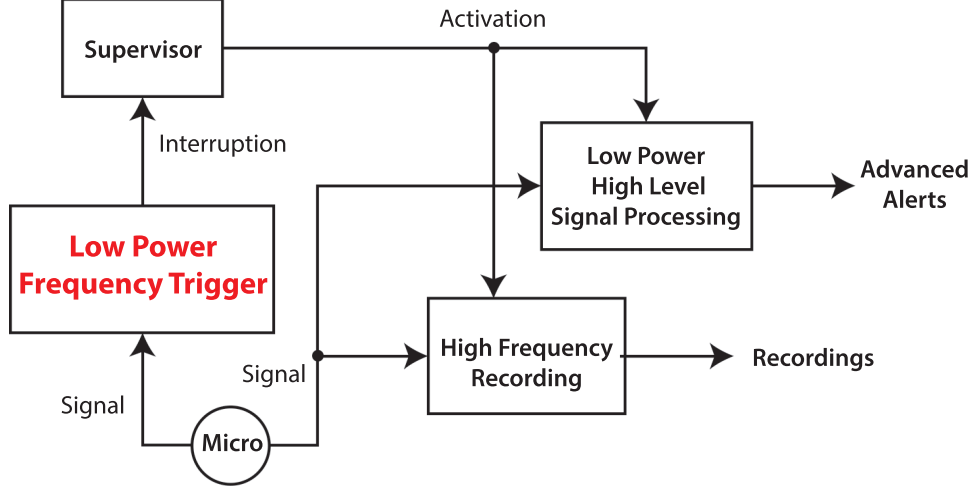 Activation
Supervisor
Interruption
Low Power
High Level
Signal Processing
Advanced
Alerts
Low Power
Frequency Trigger
High Frequency
Recording
Recordings
Signal
Signal
Micro